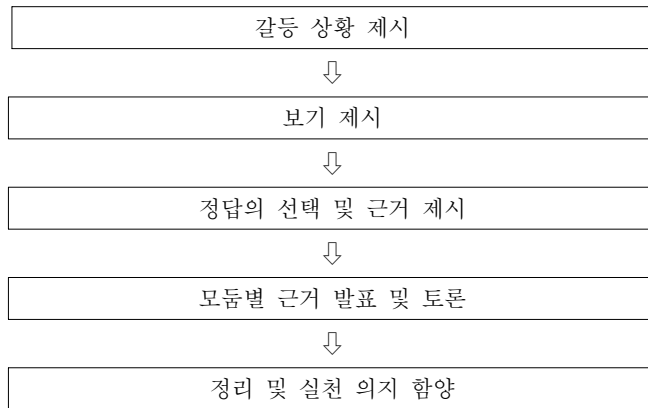 갈등 상황 제시
⇩
보기 제시
⇩
정답의 선택 및 근거 제시
⇩
모둠별 근거 발표 및 토론
⇩
정리 및 실천 의지 함양